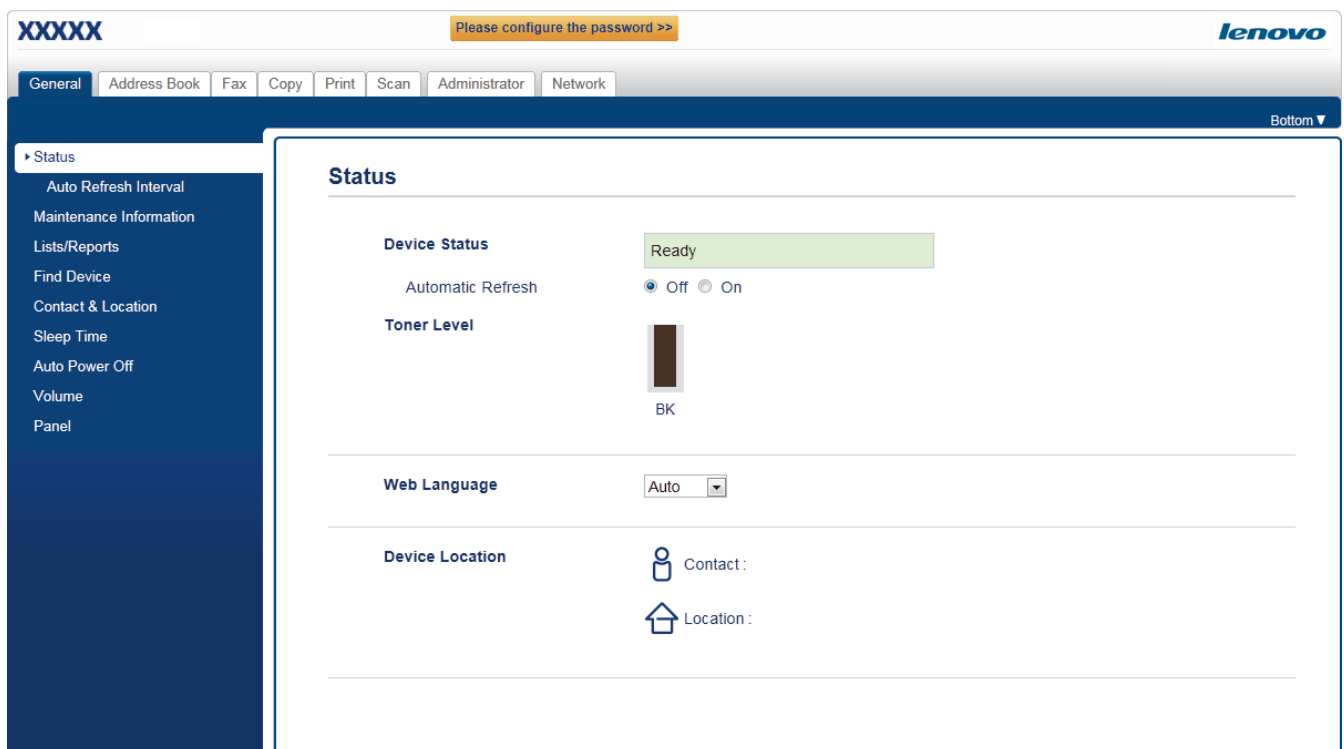 XXXXX
Please configure the password >>
lenovo
General Address Book Fax Copy Print Scan Administrator Network
Bottom▼
Status
Auto Refresh Interval
Maintenance Information
Lists/Reports
Find Device
Contact & Location
Sleep Time
Auto Power Off
Volume
Panel
Status
Device Status Ready
Automatic Refresh Off On
Toner Level
BK
Web Language Auto
Device Location Contact :
Location :